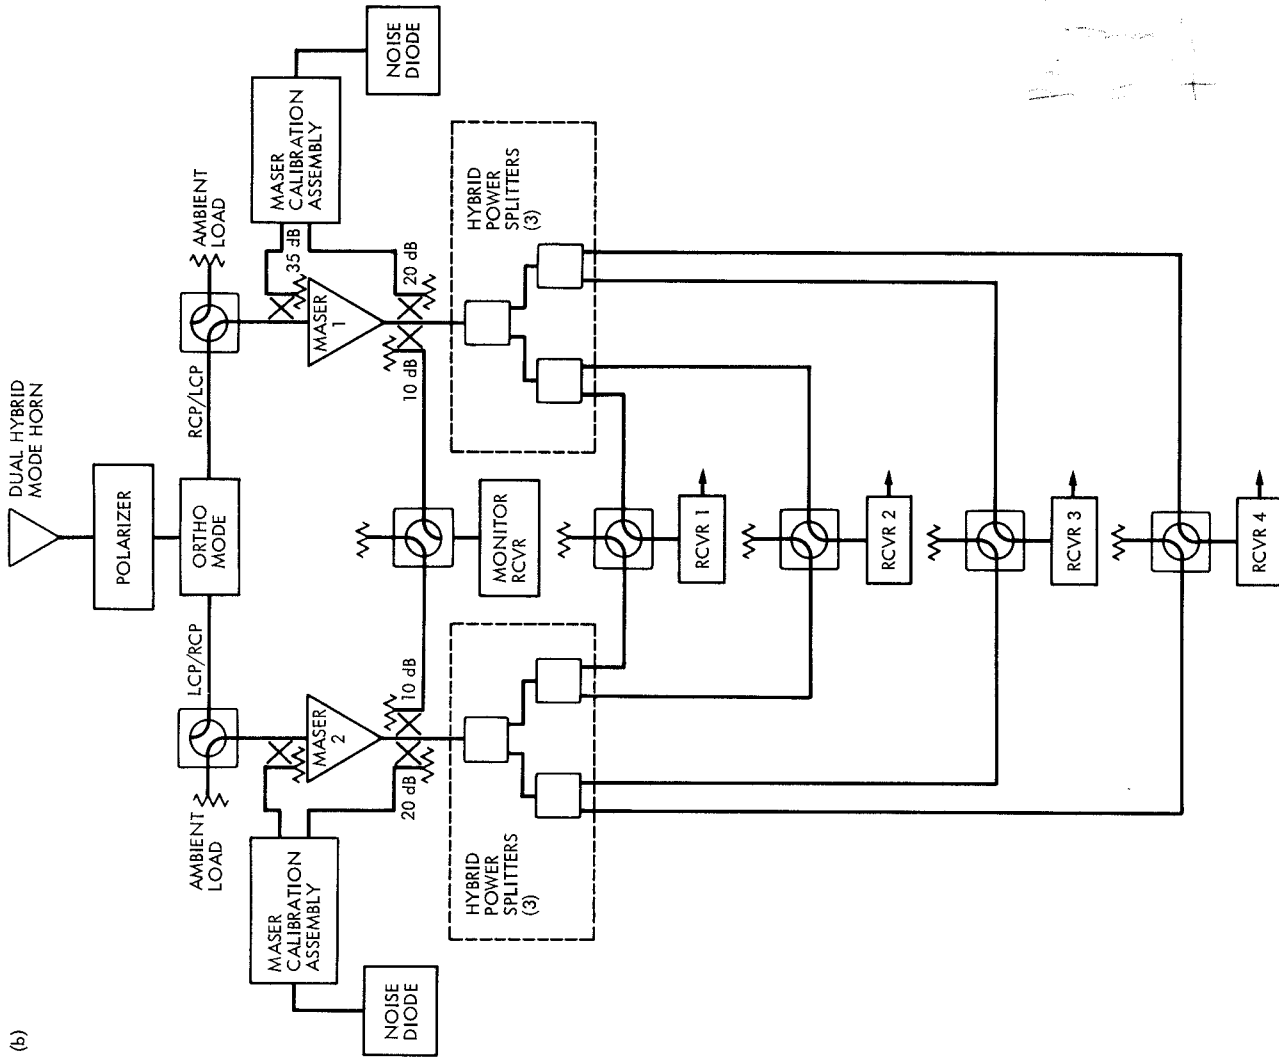 (b)
DUAL HYBRID
MODE HORN
POLARIZER
ORTHO
MODE
LCP/RCP
RCP/LCP
AMBIENT
LOAD
AMBIENT
LOAD
MASER
CALIBRATION
ASSEMBLY
NOISE
DIODE
MASER
CALIBRATION
ASSEMBLY
NOISE
DIODE
35 dB
MASER
2
MASER
1
20 dB
10 dB
10 dB
20 dB
MONITOR
RCVR
HYBRID
POWER
SPLITTERS
(3)
HYBRID
POWER
SPLITTERS
(3)
RCVR 1
RCVR 2
RCVR 3
RCVR 4